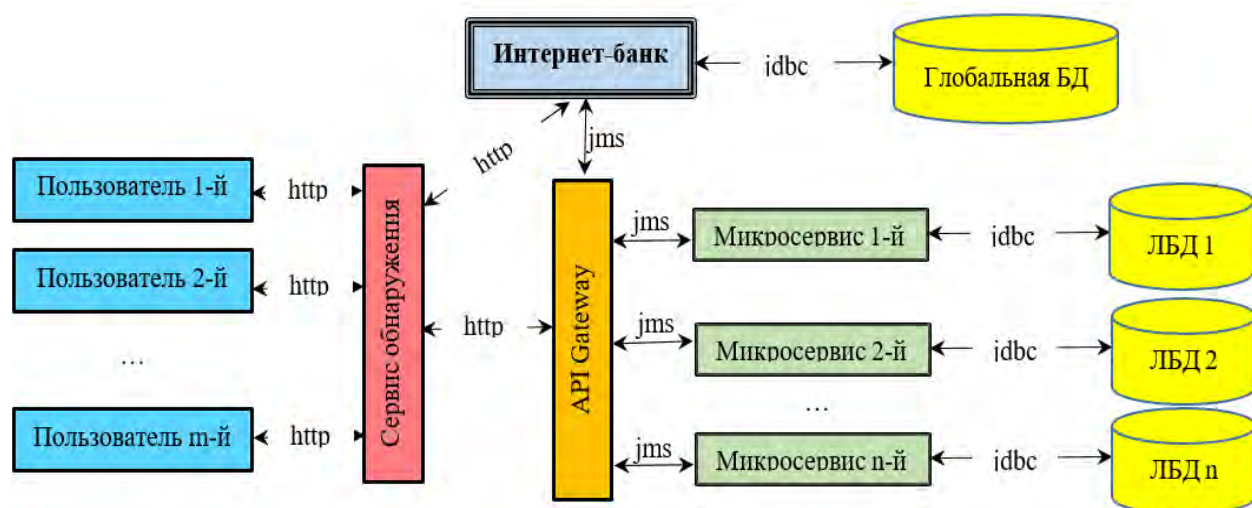 Интернет-банк
jdbc
Глобальная БД
http
jms
Пользователь 1-й
http
Сервис обнаружения
API Gateway
jms
Микросервис 1-й
jdbc
ЛБД 1
Пользователь 2-й
http
http
jms
Микросервис 2-й
jdbc
ЛБД 2
…
…
Пользователь m-й
http
jms
Микросервис n-й
jdbc
ЛБД n